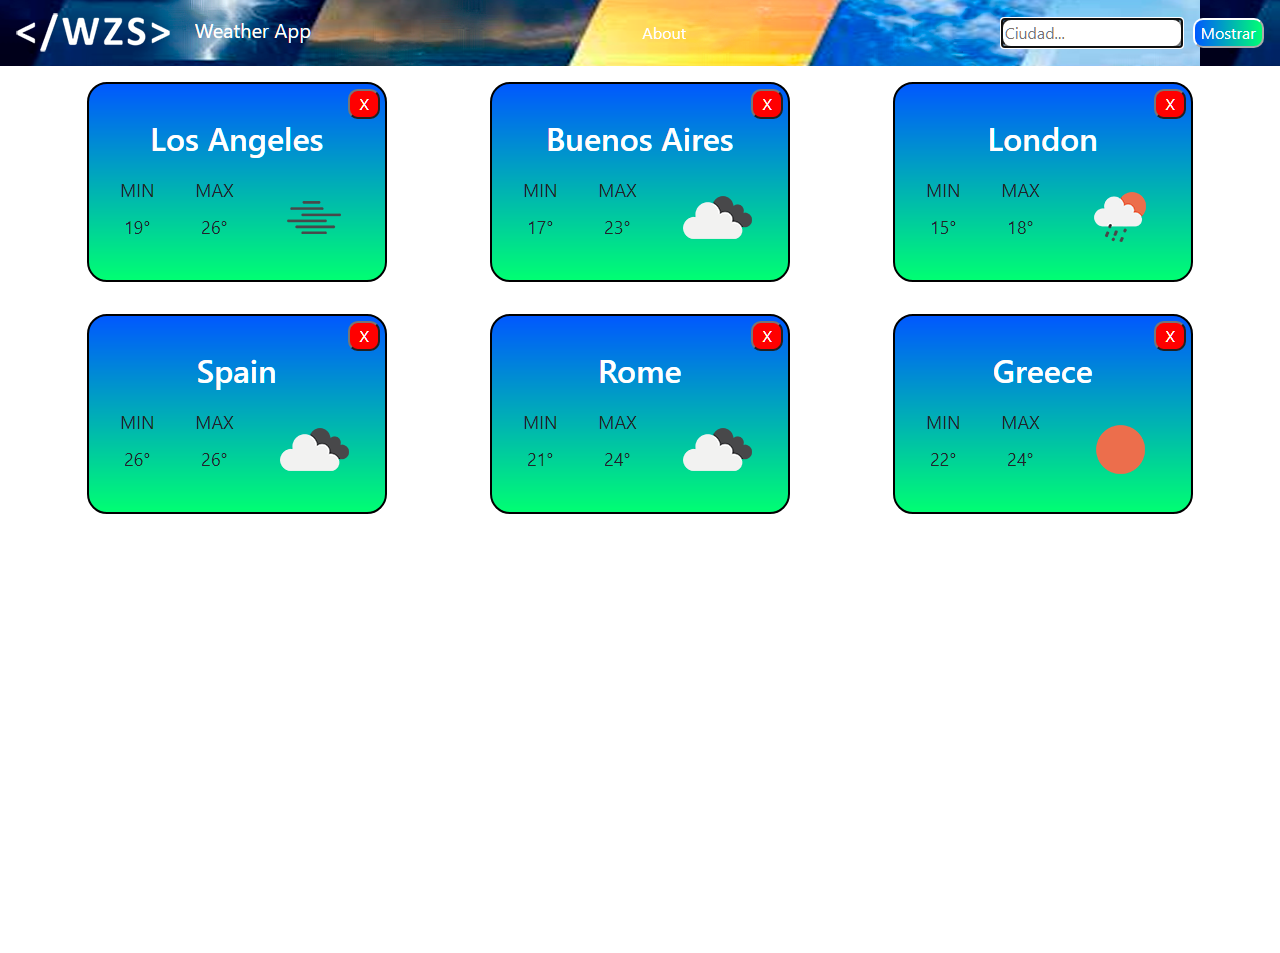 </WZS> Weather App About Ciudad... Mostrar
X X X
Los Angeles Buenos Aires London
MIN MAX MIN MAX MIN MAX
19° 26° 17° 23° 15° 18°
X X X
Spain Rome Greece
MIN MAX MIN MAX MIN MAX
26° 26° 21° 24° 22° 24°